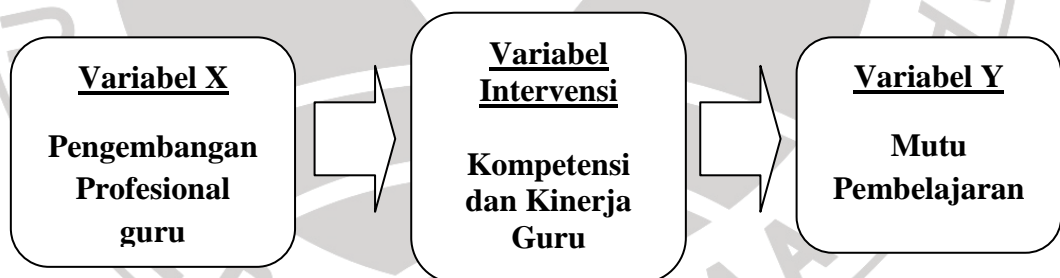 Variabel X
Pengembangan
Profesional
guru
Variabel
Intervensi
Kompetensi
dan Kinerja
Guru
Variabel Y
Mutu
Pembelajaran